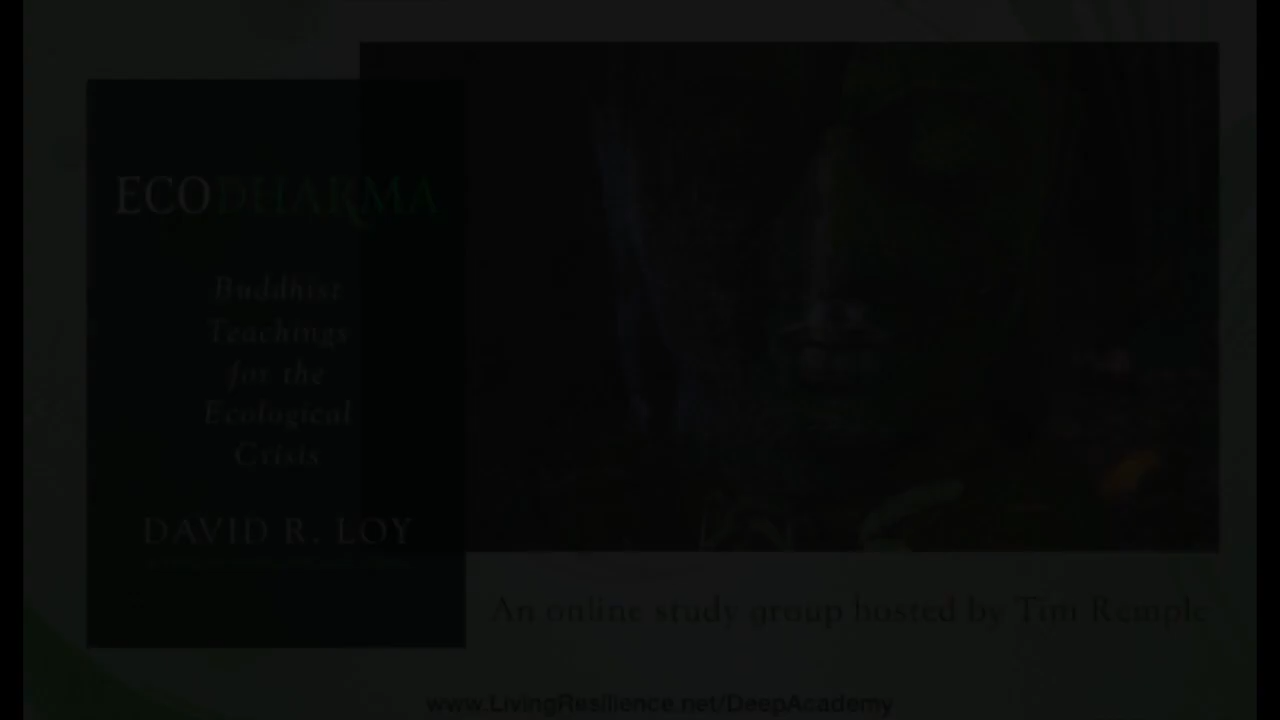 ECODHARMA
Buddhist
Teachings
for the
Ecological
Crisis
DAVID R. LOY
An online study group hosted by Tim Remple
www.LivingResilience.net/DeepAcademy